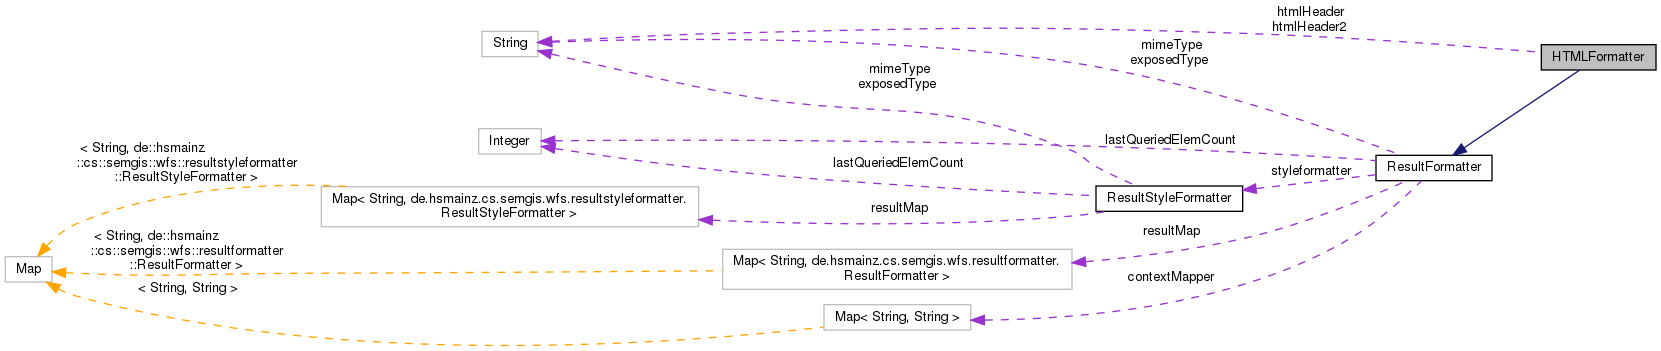 htmlHeader
htmlHeader2
String
mimeType
exposedType
HTMLFormatter
mimeType
exposedType
Integer
lastQueriedElemCount
< String, de::hsmainz
::cs::semgis::wfs::resultstyleformatter
::ResultStyleFormatter >
lastQueriedElemCount
styleformatter
ResultFormatter
Map< String, de.hsmainz.cs.semgis.wfs.resultstyleformatter.
ResultStyleFormatter >
resultMap
ResultStyleFormatter
< String, de::hsmainz
::cs::semgis::wfs::resultformatter
::ResultFormatter >
resultMap
Map
Map< String, de.hsmainz.cs.semgis.wfs.resultformatter.
ResultFormatter >
contextMapper
< String, String >
Map< String, String >